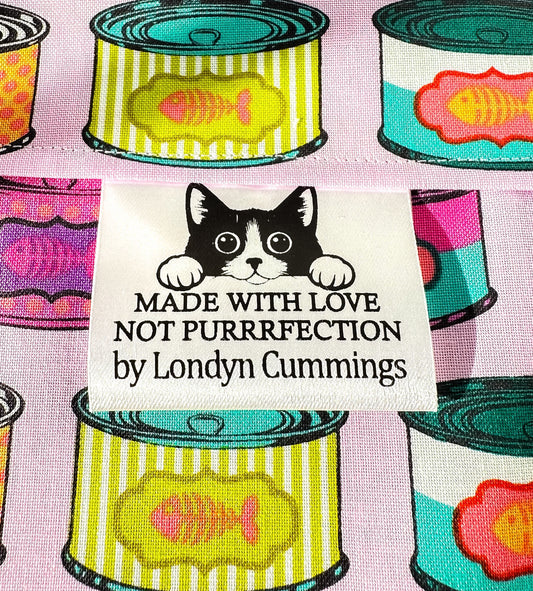 MADE WITH LOVE
NOT PURRRFECTION
by Londyn Cummings